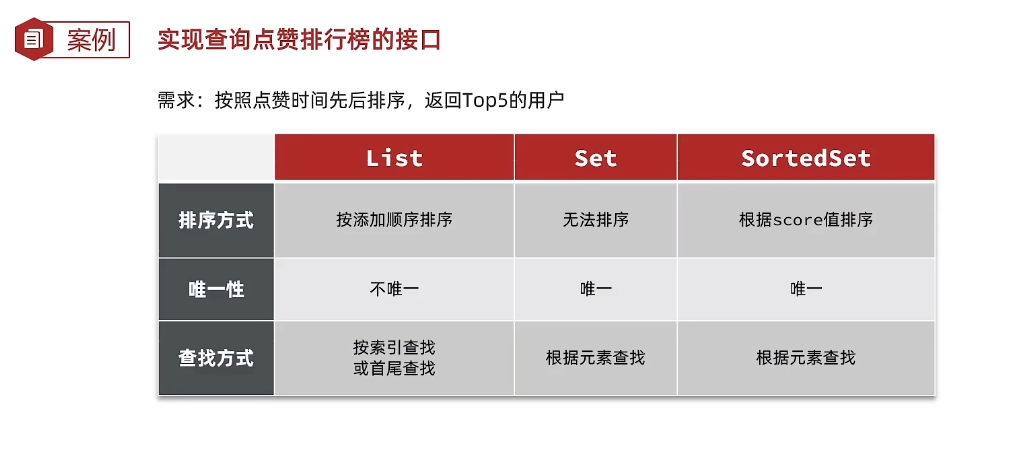 案例
实现查询点赞排行榜的接口
需求：按照点赞时间先后排序，返回Top5的用户
List Set SortedSet
排序方式 按添加顺序排序 无法排序 根据score值排序
唯一性 不唯一 唯一 唯一
查找方式 按索引查找 根据元素查找 根据元素查找
或首尾查找